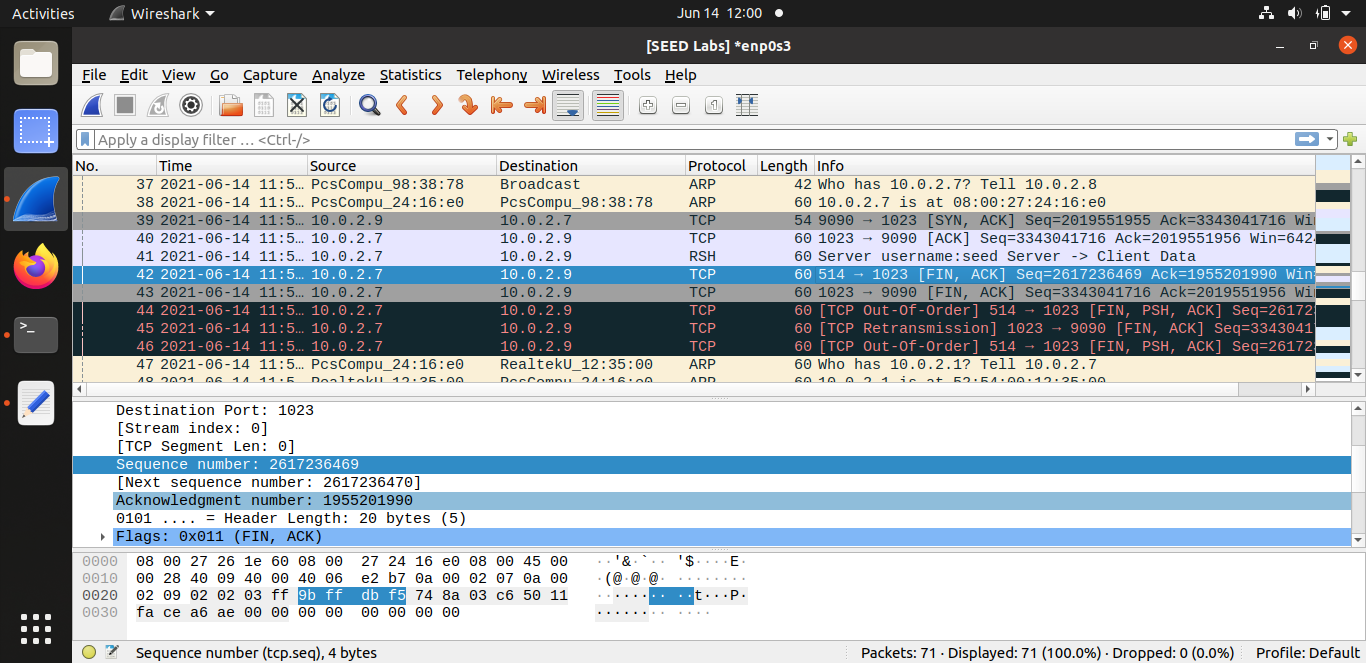 Activities Wireshark Jun 14 12:00
[SEED Labs] *enp0s3
File Edit View Go Capture Analyze Statistics Telephony Wireless Tools Help
Apply a display filter … <Ctrl-/>
No. Time Source Destination Protocol Length Info
37 2021-06-14 11:5… PcsCompu_98:38:78 Broadcast ARP 42 Who has 10.0.2.7? Tell 10.0.2.8
38 2021-06-14 11:5… PcsCompu_24:16:e0 PcsCompu_98:38:78 ARP 60 10.0.2.7 is at 08:00:27:24:16:e0
39 2021-06-14 11:5… 10.0.2.9 10.0.2.7 TCP 54 9090 → 1023 [SYN, ACK] Seq=2019551955 Ack=3343041716 Wi
40 2021-06-14 11:5… 10.0.2.7 10.0.2.9 TCP 60 1023 → 9090 [ACK] Seq=3343041716 Ack=2019551956 Win=642
41 2021-06-14 11:5… 10.0.2.7 10.0.2.9 RSH 60 Server username:seed Server -> Client Data
42 2021-06-14 11:5… 10.0.2.7 10.0.2.9 TCP 60 514 → 1023 [FIN, ACK] Seq=2617236469 Ack=1955201990 Win=
43 2021-06-14 11:5… 10.0.2.7 10.0.2.9 TCP 60 1023 → 9090 [FIN, ACK] Seq=3343041716 Ack=2019551956 Wi
44 2021-06-14 11:5… 10.0.2.7 10.0.2.9 TCP 60 [TCP Out-Of-Order] 514 → 1023 [FIN, PSH, ACK] Seq=26172
45 2021-06-14 11:5… 10.0.2.7 10.0.2.9 TCP 60 [TCP Retransmission] 1023 → 9090 [FIN, ACK] Seq=3343041
46 2021-06-14 11:5… 10.0.2.7 10.0.2.9 TCP 60 [TCP Out-Of-Order] 514 → 1023 [FIN, PSH, ACK] Seq=26172
47 2021-06-14 11:5… PcsCompu_24:16:e0 RealtekU_12:35:00 ARP 60 Who has 10.0.2.1? Tell 10.0.2.7
48 2021-06-14 11:5… RealtekU_12:35:00 PcsCompu_24:16:e0 ARP 60 10.0.2.1 is at 52:54:00:12:35:00
Destination Port: 1023
[Stream index: 0]
[TCP Segment Len: 0]
Sequence number: 2617236469
[Next sequence number: 2617236470]
Acknowledgment number: 1955201990
0101 .... = Header Length: 20 bytes (5)
Flags: 0x011 (FIN, ACK)
0000 08 00 27 26 1e 60 08 00 27 24 16 e0 08 00 45 00 ··'&·`·· '$····E·
0010 00 28 40 09 40 00 40 06 e2 b7 0a 00 02 07 0a 00 ·(@·@·@· ········
0020 02 09 02 02 03 ff 9b ff db f5 74 8a 03 c6 50 11 ········ ··t···P·
0030 fa ce a6 ae 00 00 00 00 00 00 00 00 ········ ····
Sequence number (tcp.seq), 4 bytes Packets: 71 · Displayed: 71 (100.0%) · Dropped: 0 (0.0%) Profile: Default